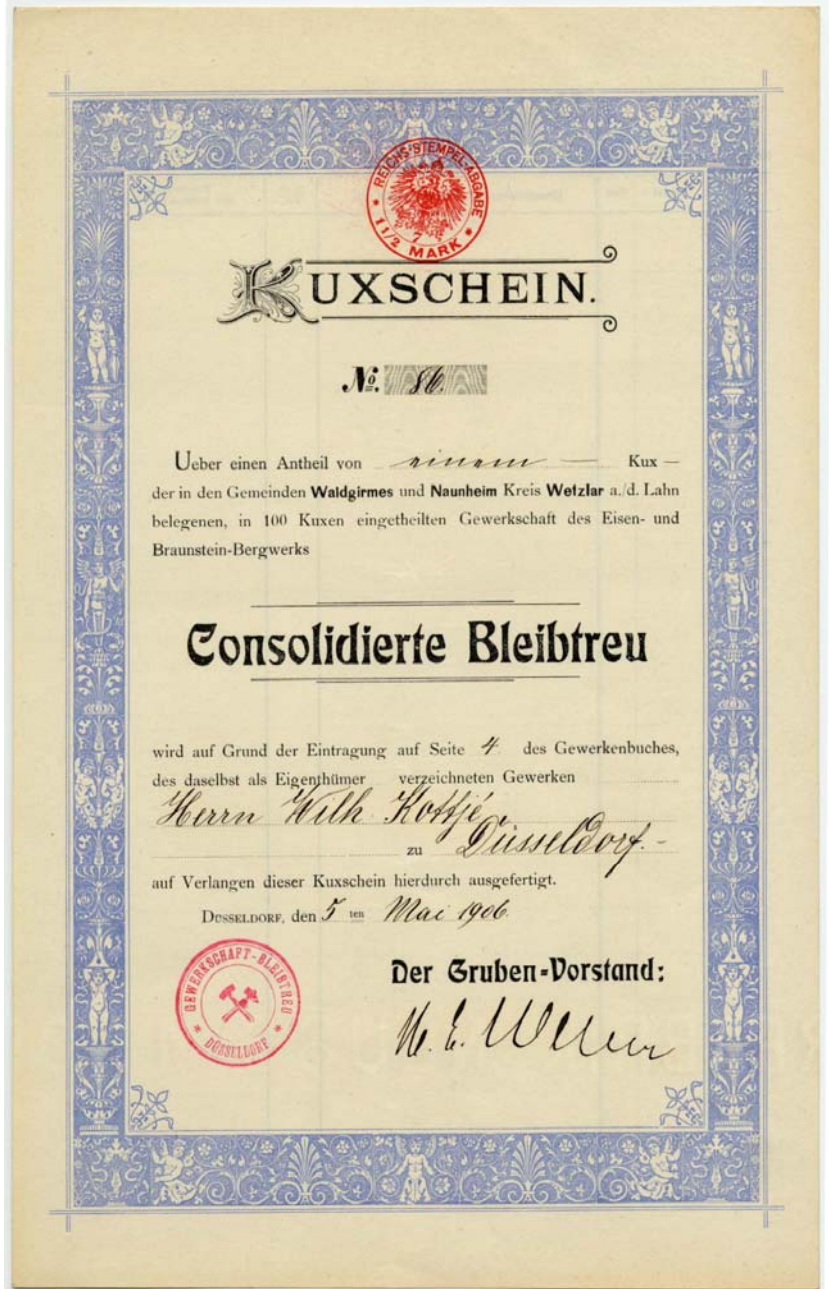 REICHS-STEMPEL-ABGABE
7
* 1 1/2 MARK *
KUXSCHEIN.
No. 86.
Ueber einen Antheil von einem — Kux —
der in den Gemeinden Waldgirmes und Naunheim Kreis Wetzlar a./d. Lahn
belegenen, in 100 Kuxen eingetheilten Gewerkschaft des Eisen- und
Braunstein-Bergwerks
Consolidierte Bleibtreu
wird auf Grund der Eintragung auf Seite 4 des Gewerkenbuches,
des daselbst als Eigenthümer verzeichneten Gewerken
Herrn Wilh. Kottjé
zu Düsseldorf.-
auf Verlangen dieser Kuxschein hierdurch ausgefertigt.
DÜSSELDORF, den 5 ten Mai 1906.
GEWERKSCHAFT-BLEIBTREU
* DÜSSELDORF *
Der Gruben-Vorstand: